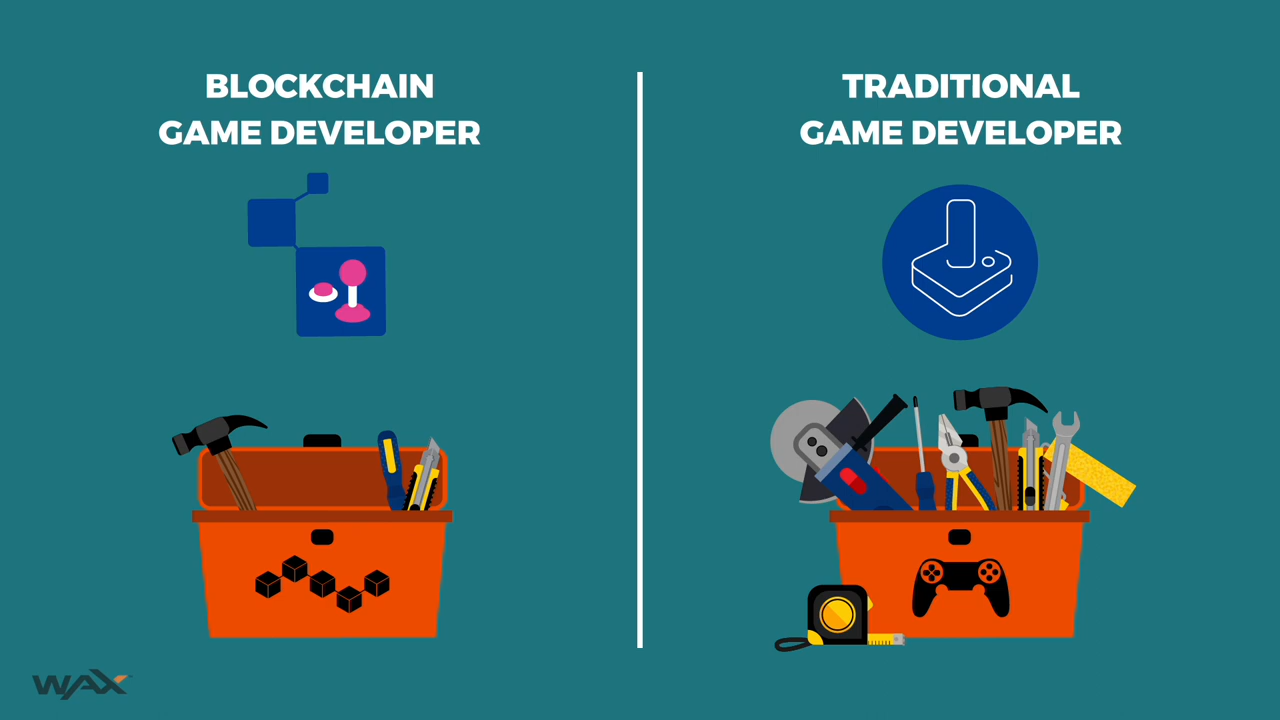 BLOCKCHAIN
GAME DEVELOPER
TRADITIONAL
GAME DEVELOPER
WAX